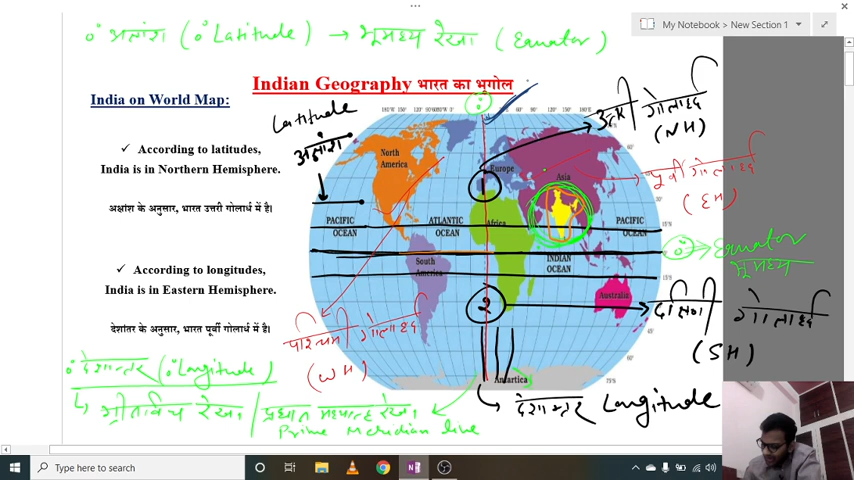 My Notebook > New Section 1
0° अक्षांश (0° Latitude) → भूमध्य रेखा (Equator)
Indian Geography भारत का भूगोल
India on World Map:
0°
Latitude
अक्षांश
उत्तरी गोलार्द्ध
(NH)
✓ According to latitudes,
India is in Northern Hemisphere.
अक्षांश के अनुसार, भारत उत्तरी गोलार्ध में है।
North
America
Europe
Asia
1
पूर्वी गोलार्द्ध
(EH)
PACIFIC
OCEAN
ATLANTIC
OCEAN
Africa
PACIFIC
OCEAN
0° → Equator
भूमध्य
✓ According to longitudes,
India is in Eastern Hemisphere.
South
America
INDIAN
OCEAN
Australia
2
देशांतर के अनुसार, भारत पूर्वी गोलार्ध में है।
पश्चिमी गोलार्द्ध
(WH)
दक्षिणी गोलार्द्ध
(SH)
0° देशान्तर (0° Longitude)
Antartica
देशान्तर Longitude
रेखा / प्रधान मध्यान्ह रेखा
Prime Meridian line
Type here to search